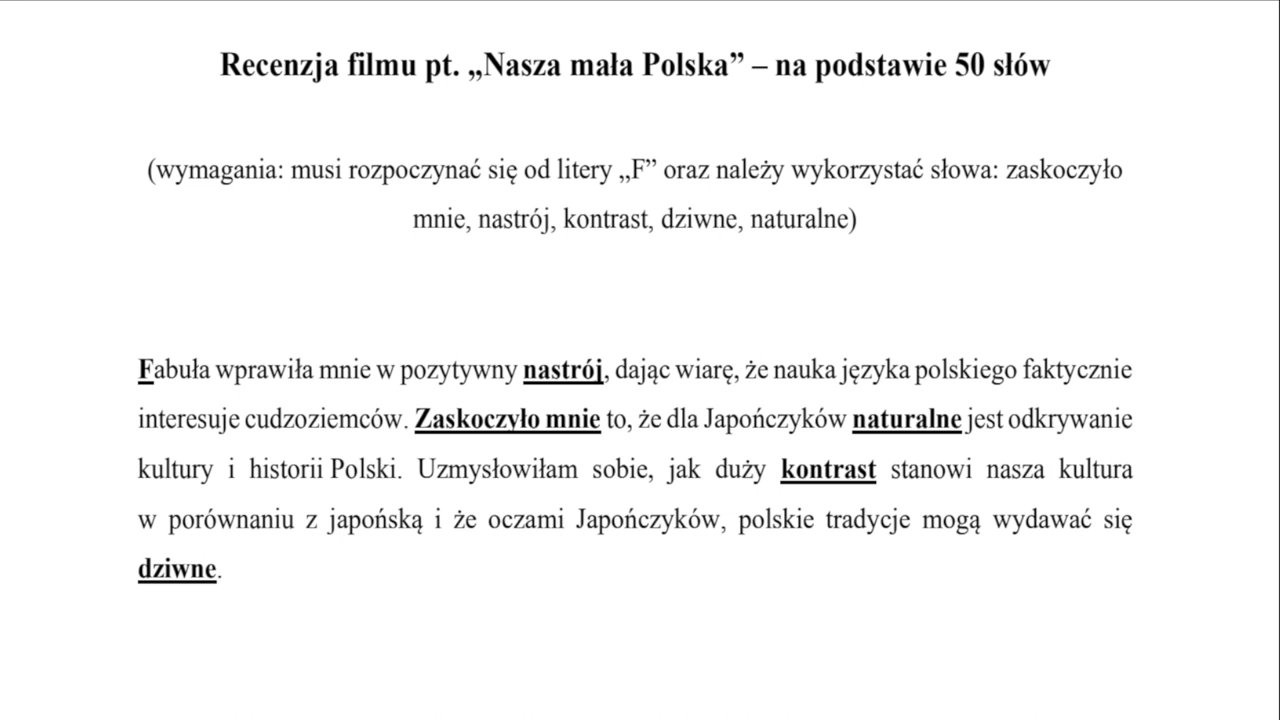 Recenzja filmu pt. „Nasza mała Polska” – na podstawie 50 słów
(wymagania: musi rozpoczynać się od litery „F” oraz należy wykorzystać słowa: zaskoczyło
mnie, nastrój, kontrast, dziwne, naturalne)
Fabuła wprawiła mnie w pozytywny nastrój, dając wiarę, że nauka języka polskiego faktycznie
interesuje cudzoziemców. Zaskoczyło mnie to, że dla Japończyków naturalne jest odkrywanie
kultury i historii Polski. Uzmysłowiłam sobie, jak duży kontrast stanowi nasza kultura
w porównaniu z japońską i że oczami Japończyków, polskie tradycje mogą wydawać się
dziwne.